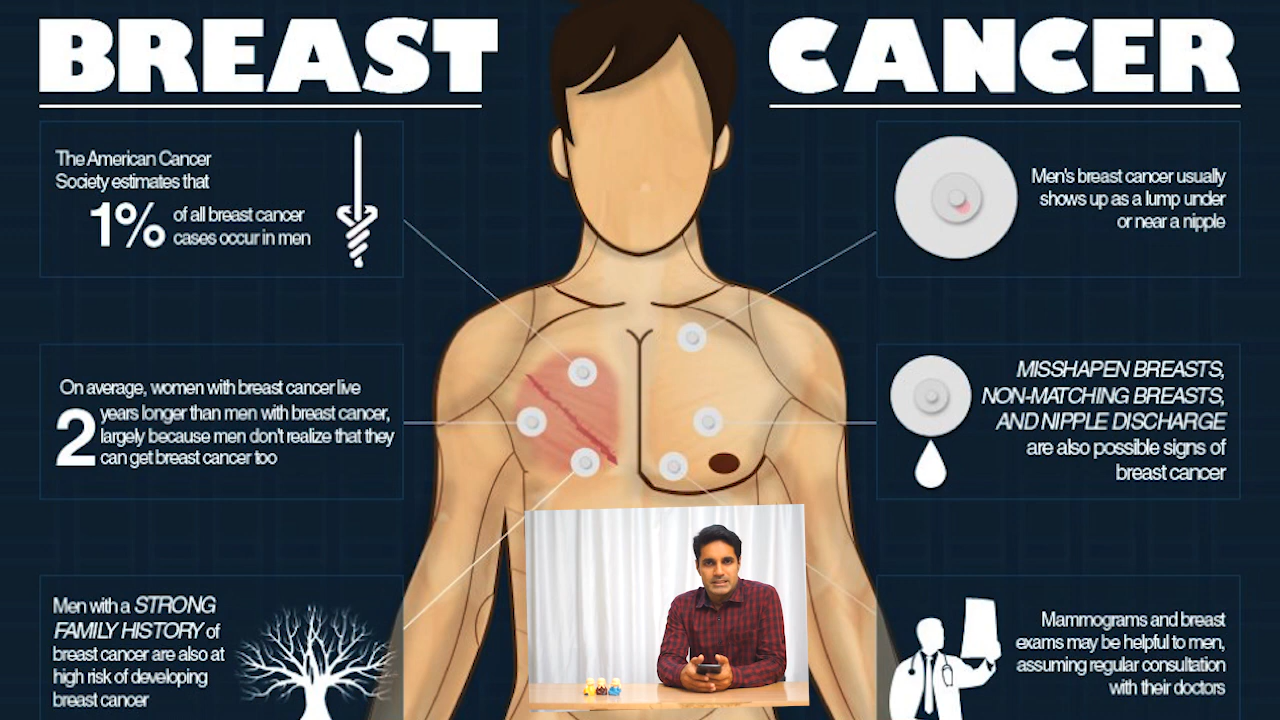 BREAST CANCER
The American Cancer
Society estimates that
1% of all breast cancer
cases occur in men
On average, women with breast cancer live
2 years longer than men with breast cancer,
largely because men don't realize that they
can get breast cancer too
Men with a STRONG
FAMILY HISTORY of
breast cancer are also at
high risk of developing
breast cancer
Men's breast cancer usually
shows up as a lump under
or near a nipple
MISSHAPEN BREASTS,
NON-MATCHING BREASTS,
AND NIPPLE DISCHARGE
are also possible signs of
breast cancer
Mammograms and breast
exams may be helpful to men,
assuming regular consultation
with their doctors